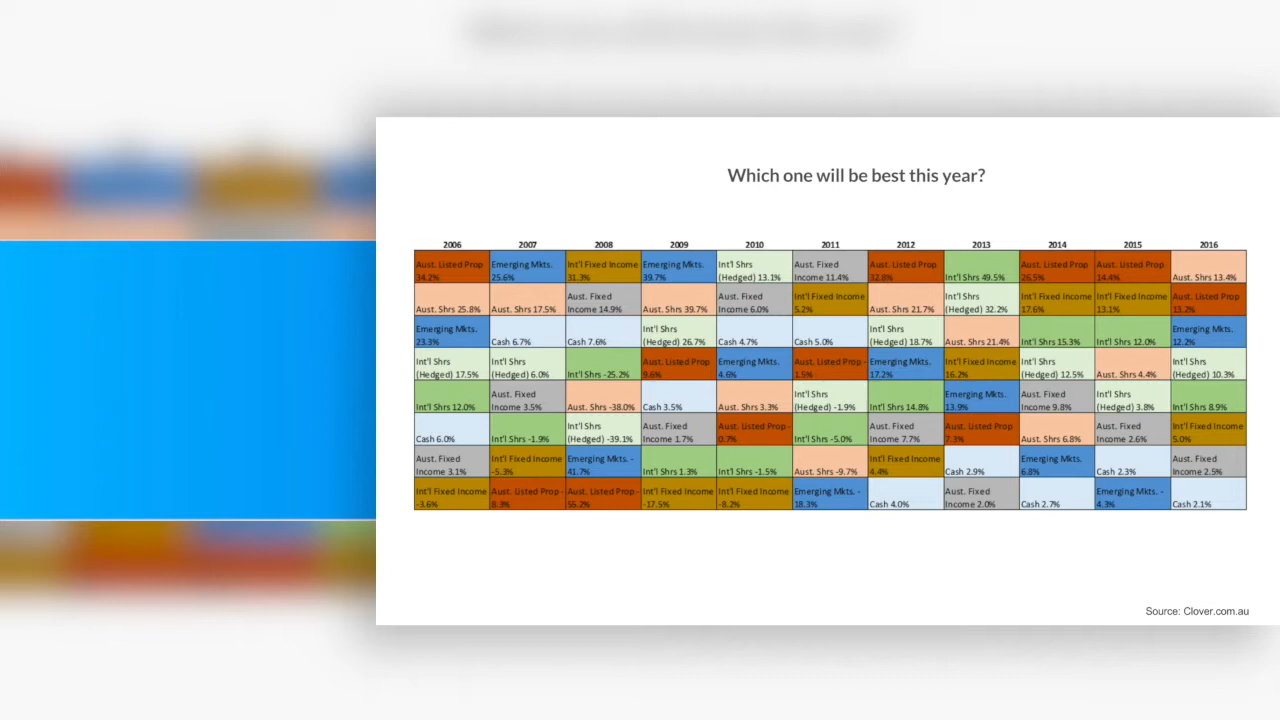 Which one will be best this year?
2006 2007 2008 2009 2010 2011 2012 2013 2014 2015 2016
Aust. Listed Prop 34.2% Emerging Mkts. 25.6% Int'l Fixed Income 31.3% Emerging Mkts. 39.7% Int'l Shrs (Hedged) 13.1% Aust. Fixed Income 11.4% Aust. Listed Prop 32.8% Int'l Shrs 49.5% Aust. Listed Prop 26.5% Aust. Listed Prop 14.4% Aust. Shrs 13.4%
Aust. Shrs 25.8% Aust. Shrs 17.5% Aust. Fixed Income 14.9% Aust. Shrs 39.7% Aust. Fixed Income 6.0% Int'l Fixed Income 5.2% Aust. Shrs 21.7% Int'l Shrs (Hedged) 32.2% Int'l Fixed Income 17.6% Int'l Fixed Income 13.1% Aust. Listed Prop 13.2%
Emerging Mkts. 23.3% Cash 6.7% Cash 7.6% Int'l Shrs (Hedged) 26.7% Cash 4.7% Cash 5.0% Int'l Shrs (Hedged) 18.7% Aust. Shrs 21.4% Int'l Shrs 15.3% Int'l Shrs 12.0% Emerging Mkts. 12.2%
Int'l Shrs (Hedged) 17.5% Int'l Shrs (Hedged) 6.0% Int'l Shrs -25.2% Aust. Listed Prop 9.6% Emerging Mkts. 4.6% Aust. Listed Prop -1.5% Emerging Mkts. 17.2% Int'l Fixed Income 16.2% Int'l Shrs (Hedged) 12.5% Aust. Shrs 4.4% Int'l Shrs (Hedged) 10.3%
Int'l Shrs 12.0% Aust. Fixed Income 3.5% Aust. Shrs -38.0% Cash 3.5% Aust. Shrs 3.3% Int'l Shrs (Hedged) -1.9% Int'l Shrs 14.8% Emerging Mkts. 13.9% Aust. Fixed Income 9.8% Int'l Shrs (Hedged) 3.8% Int'l Shrs 8.9%
Cash 6.0% Int'l Shrs -1.9% Int'l Shrs (Hedged) -39.1% Aust. Fixed Income 1.7% Aust. Listed Prop -0.7% Int'l Shrs -5.0% Aust. Fixed Income 7.7% Aust. Listed Prop 7.3% Aust. Shrs 6.8% Aust. Fixed Income 2.6% Int'l Fixed Income 5.0%
Aust. Fixed Income 3.1% Int'l Fixed Income -5.3% Emerging Mkts. -41.7% Int'l Shrs 1.3% Int'l Shrs -1.5% Aust. Shrs -9.7% Int'l Fixed Income 4.4% Cash 2.9% Emerging Mkts. 6.8% Cash 2.3% Aust. Fixed Income 2.5%
Int'l Fixed Income -3.6% Aust. Listed Prop -8.3% Aust. Listed Prop -55.2% Int'l Fixed Income -17.5% Int'l Fixed Income -8.2% Emerging Mkts. -18.3% Cash 4.0% Aust. Fixed Income 2.0% Cash 2.7% Emerging Mkts. -4.3% Cash 2.1%
Source: Clover.com.au